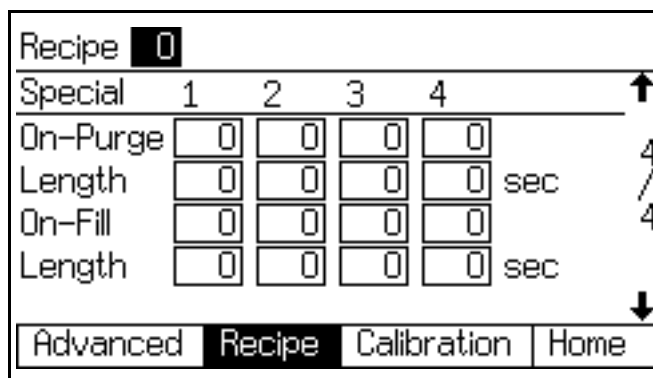 Recipe 0
Special 1 2 3 4
On-Purge 0 0 0 0
Length 0 0 0 0 sec
On-Fill 0 0 0 0
Length 0 0 0 0 sec
4/4
Advanced Recipe Calibration Home